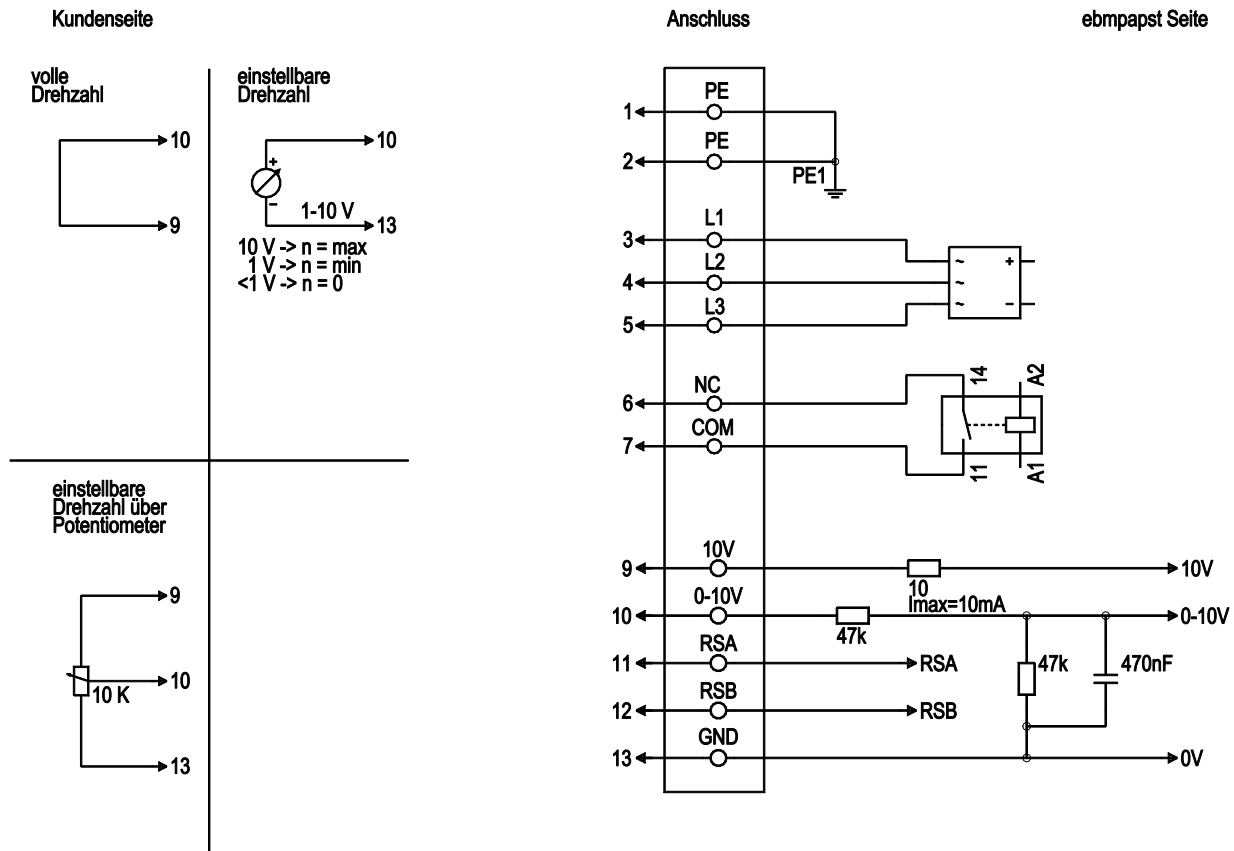 Kundenseite
Anschluss
ebmpapst Seite
volle
Drehzahl
10
9
einstellbare
Drehzahl
10
+
−
1-10 V
13
10 V -> n = max
1 V -> n = min
<1 V -> n = 0
einstellbare
Drehzahl über
Potentiometer
9
10
10 K
13
1
PE
2
PE
PE1
3
L1
4
L2
5
L3
~ +
~
~ −
6
NC
14
A2
7
COM
11
A1
9
10V
10
Imax=10mA
10V
10
0-10V
47k
0-10V
11
RSA
RSA
47k
470nF
12
RSB
RSB
13
GND
0V